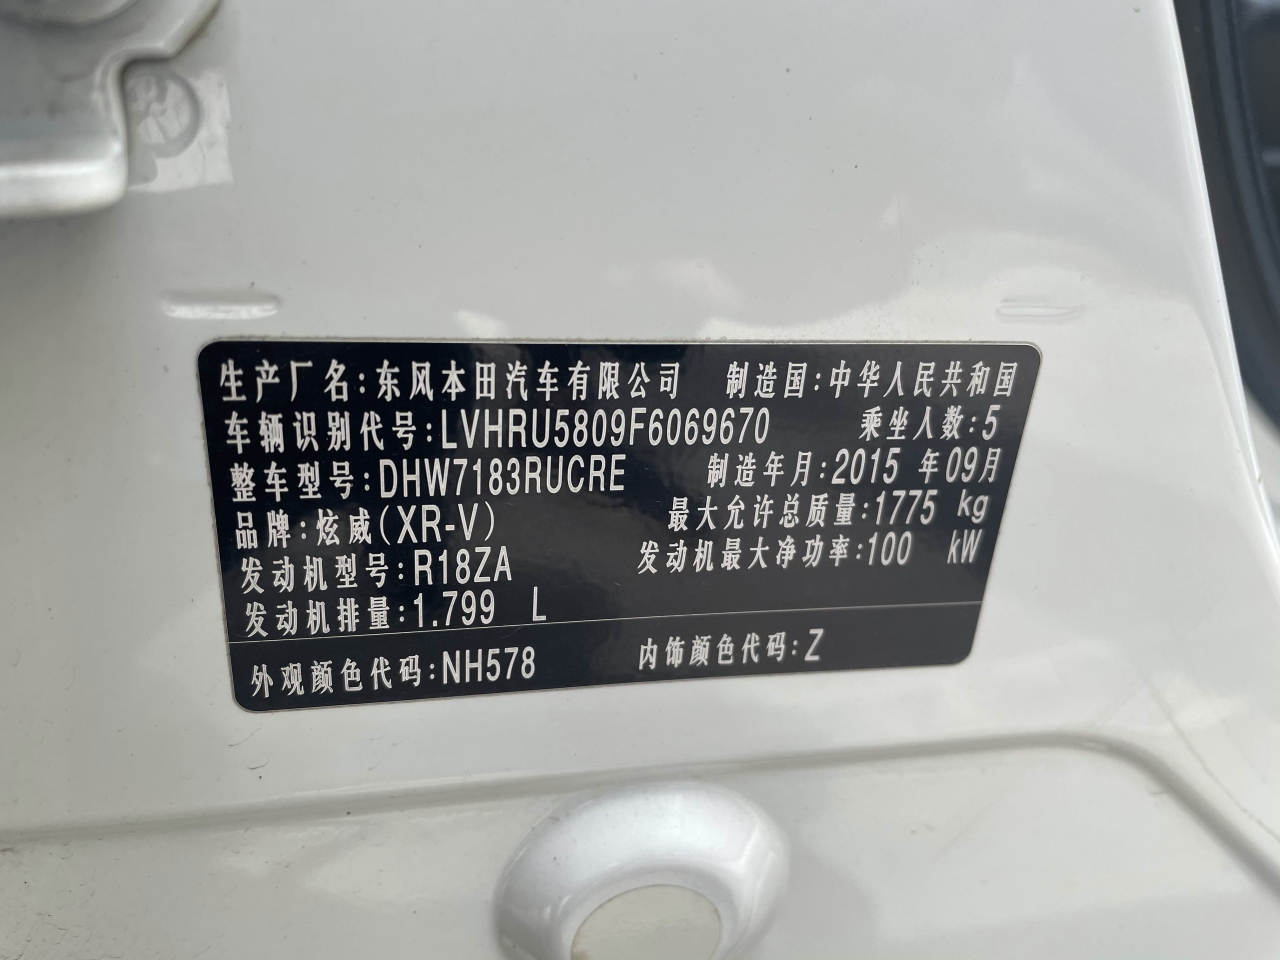 生产厂名:东风本田汽车有限公司 制造国:中华人民共和国
车辆识别代号:LVHRU5809F6069670 乘坐人数:5
整车型号:DHW7183RUCRE 制造年月:2015 年09月
品牌:炫威(XR-V) 最大允许总质量:1775 kg
发动机型号:R18ZA 发动机最大净功率:100 kW
发动机排量:1.799 L
外观颜色代码:NH578 内饰颜色代码:Z